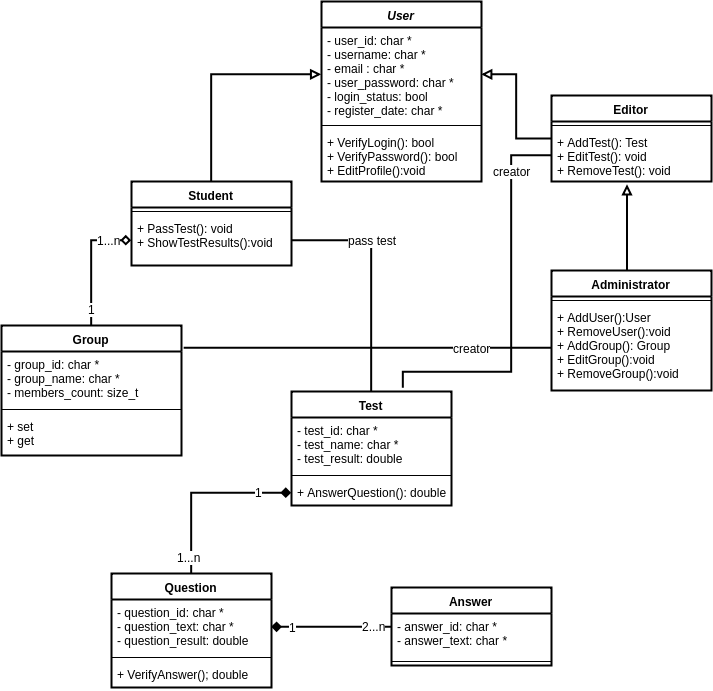 User
- user_id: char *
- username: char *
- email : char *
- user_password: char *
- login_status: bool
- register_date: char *
+ VerifyLogin(): bool
+ VerifyPassword(): bool
+ EditProfile():void
Editor
+ AddTest(): Test
+ EditTest(): void
+ RemoveTest(): void
creator
Student
+ PassTest(): void
+ ShowTestResults():void
pass test
1...n
1
Administrator
+ AddUser():User
+ RemoveUser():void
+ AddGroup(): Group
+ EditGroup():void
+ RemoveGroup():void
creator
Group
- group_id: char *
- group_name: char *
- members_count: size_t
+ set
+ get
Test
- test_id: char *
- test_name: char *
- test_result: double
+ AnswerQuestion(): double
1
1...n
Question
- question_id: char *
- question_text: char *
- question_result: double
+ VerifyAnswer(); double
1
2...n
Answer
- answer_id: char *
- answer_text: char *